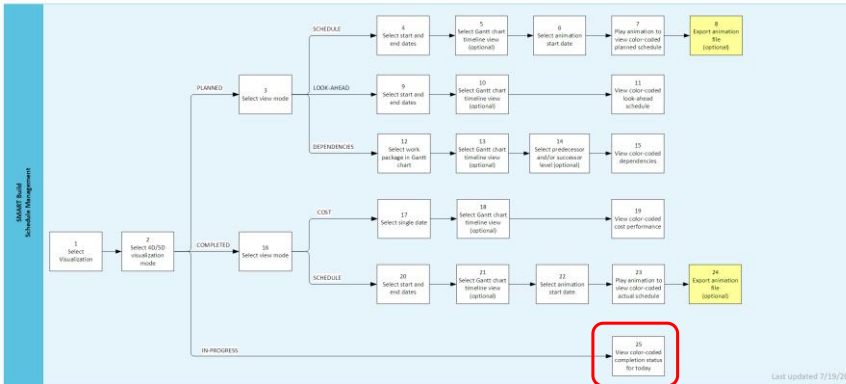 SMART Build
Schedule Management
1
Select
Visualization
2
Select 4D/5D
visualization
mode
PLANNED
3
Select view mode
SCHEDULE
4
Select start and
end dates
5
Select Gantt chart
timeline view
(optional)
6
Select animation
start date
7
Play animation to
view color-coded
planned schedule
8
Export animation
file
(optional)
LOOK-AHEAD
9
Select start and
end dates
10
Select Gantt chart
timeline view
(optional)
11
View color-coded
look-ahead
schedule
DEPENDENCIES
12
Select work
package in Gantt
chart
13
Select Gantt chart
timeline view
(optional)
14
Select predecessor
and/or successor
level (optional)
15
View color-coded
dependencies
COMPLETED
16
Select view mode
COST
17
Select single date
18
Select Gantt chart
timeline view
(optional)
19
View color-coded
cost performance
SCHEDULE
20
Select start and
end dates
21
Select Gantt chart
timeline view
(optional)
22
Select animation
start date
23
Play animation to
view color-coded
actual schedule
24
Export animation
file
(optional)
IN-PROGRESS
25
View color-coded
completion status
for today
Last updated 7/19/20